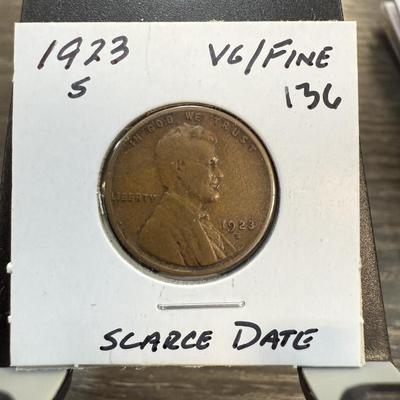 1923
S
VG/FINE
136
IN GOD WE TRUST
LIBERTY
1923
S
SCARCE DATE